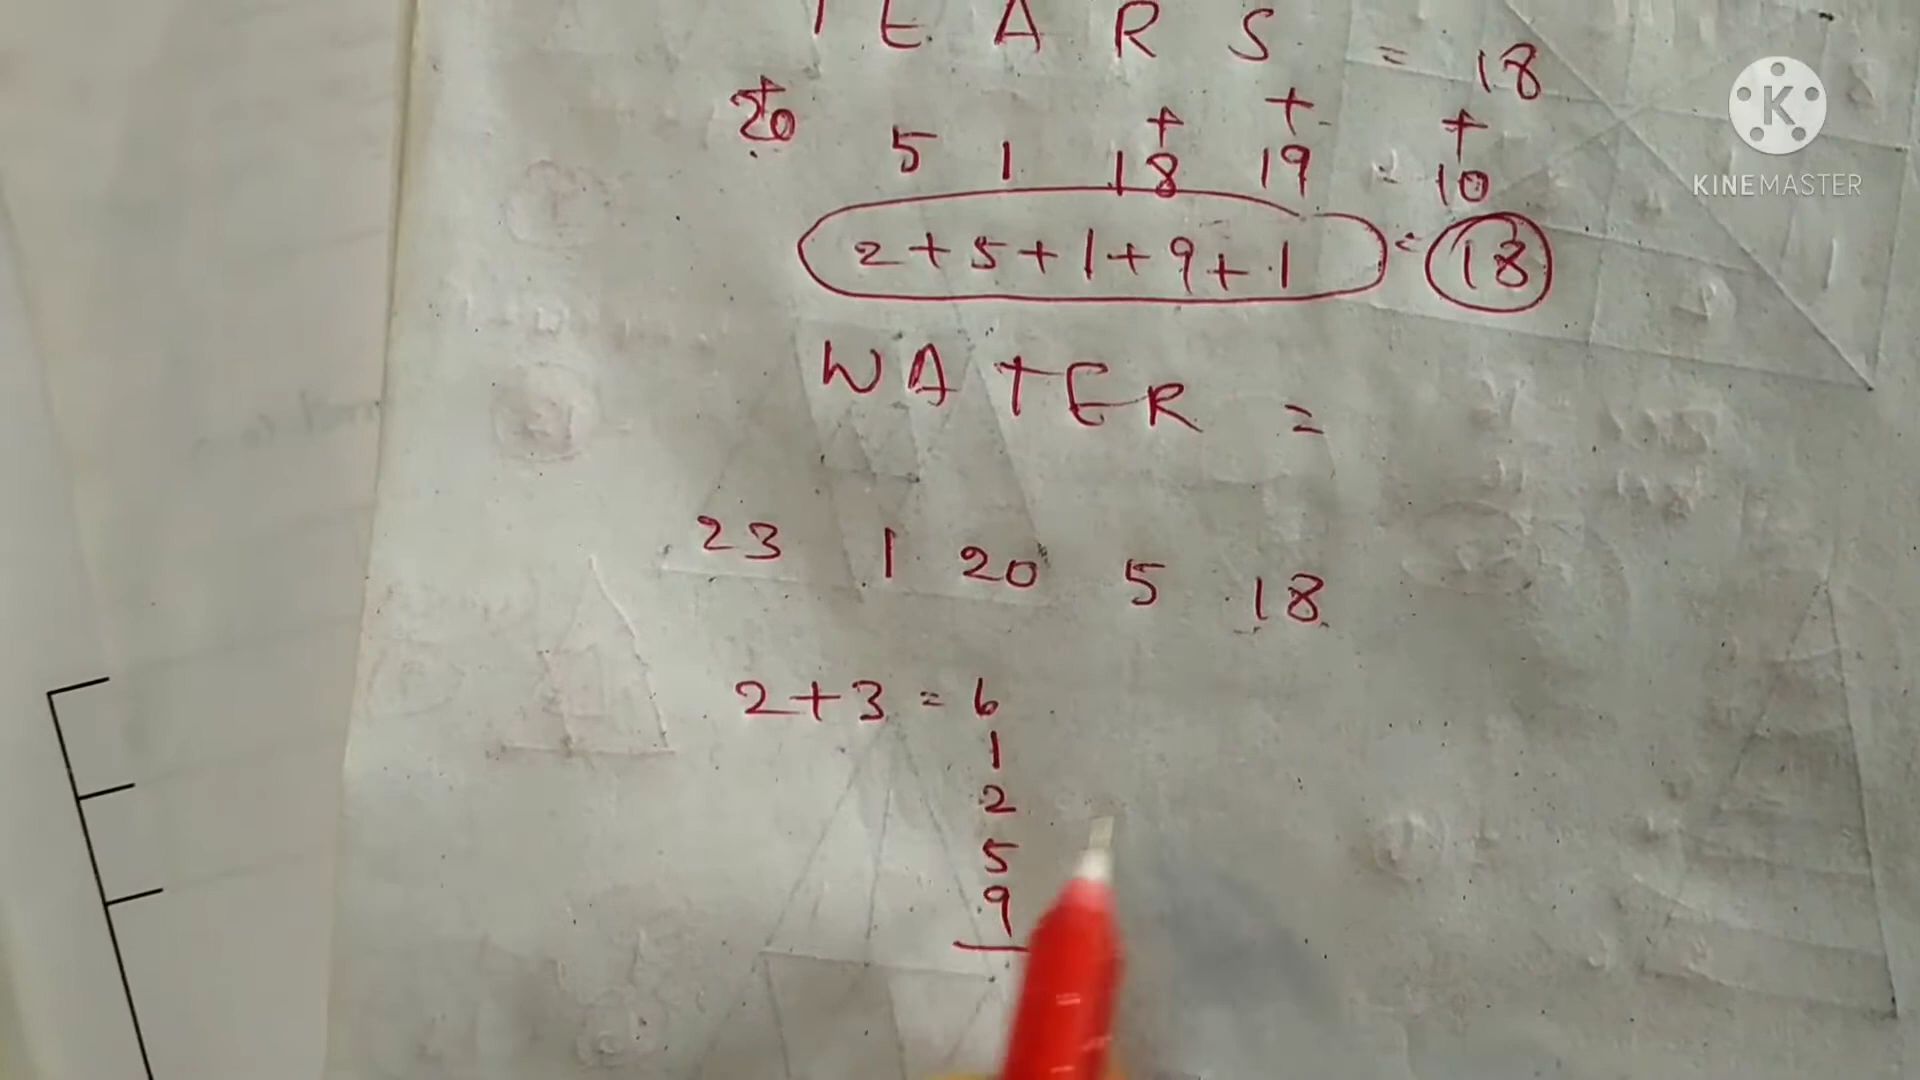 T E A R S = 18
+ + + +
20 5 1 18 19 = 10
2+5+1+9+1 = 18
WATER =
23 1 20 5 18
2+3 = 6
1
2
5
9
K
KINEMASTER